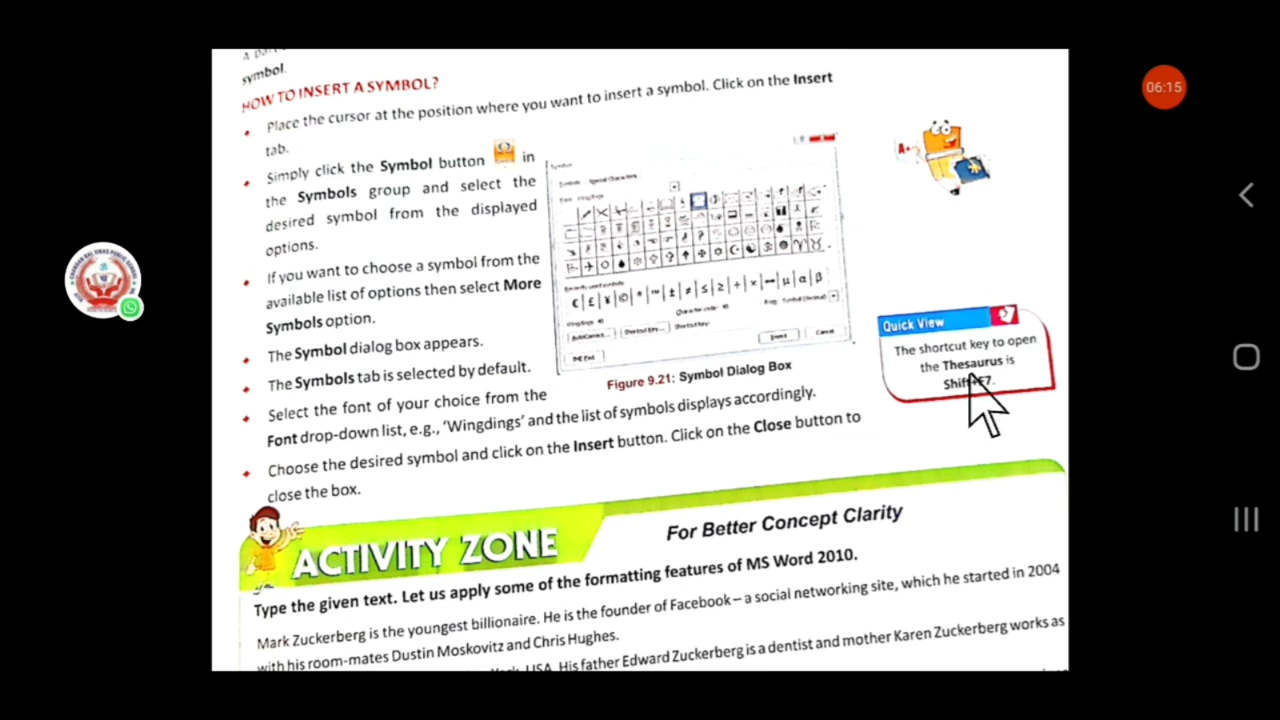 symbol.
HOW TO INSERT A SYMBOL?
Place the cursor at the position where you want to insert a symbol. Click on the Insert
tab.
Simply click the Symbol button in
the Symbols group and select the
desired symbol from the displayed
options.
If you want to choose a symbol from the
available list of options then select More
Symbols option.
The Symbol dialog box appears.
The Symbols tab is selected by default.
Select the font of your choice from the
Font drop-down list, e.g., 'Wingdings' and the list of symbols displays accordingly.
Choose the desired symbol and click on the Insert button. Click on the Close button to
close the box.
Figure 9.21: Symbol Dialog Box
A+
Quick View
The shortcut key to open
the Thesaurus is
Shift+F7.
06:15
ACTIVITY ZONE
For Better Concept Clarity
Type the given text. Let us apply some of the formatting features of MS Word 2010.
Mark Zuckerberg is the youngest billionaire. He is the founder of Facebook – a social networking site, which he started in 2004
with his room-mates Dustin Moskovitz and Chris Hughes.
USA. His father Edward Zuckerberg is a dentist and mother Karen Zuckerberg works as